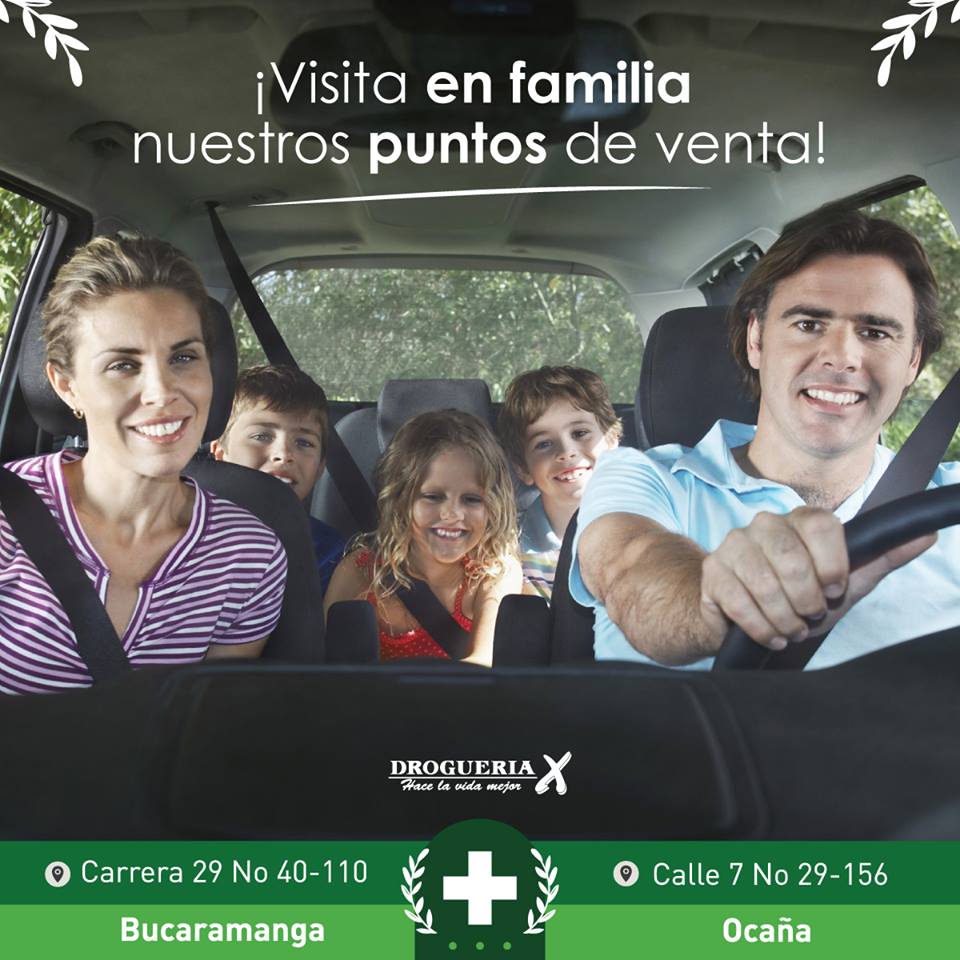 ¡Visita en familia
nuestros puntos de venta!
DROGUERIA X
Hace la vida mejor
Carrera 29 No 40-110
Bucaramanga
Calle 7 No 29-156
Ocaña